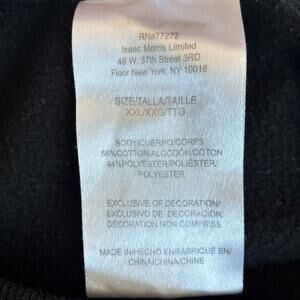 RN#77272
Isaac Morris Limited
48 W. 37th Street 3RD
Floor New York, NY 10018
SIZE/TALLA/TAILLE
XXL/XXG/TTG
BODY/CUERPO/CORPS
56%COTTON/ALGODÓN/COTON
44%POLYESTER/POLIÉSTER/
POLYESTER
EXCLUSIVE OF DECORATION/
EXCLUSIVO DE DECORACIÓN/
DÉCORATION NON COMPRISE
MADE IN/HECHO EN/FABRIQUÉ EN/
CHINA/CHINA/CHINE